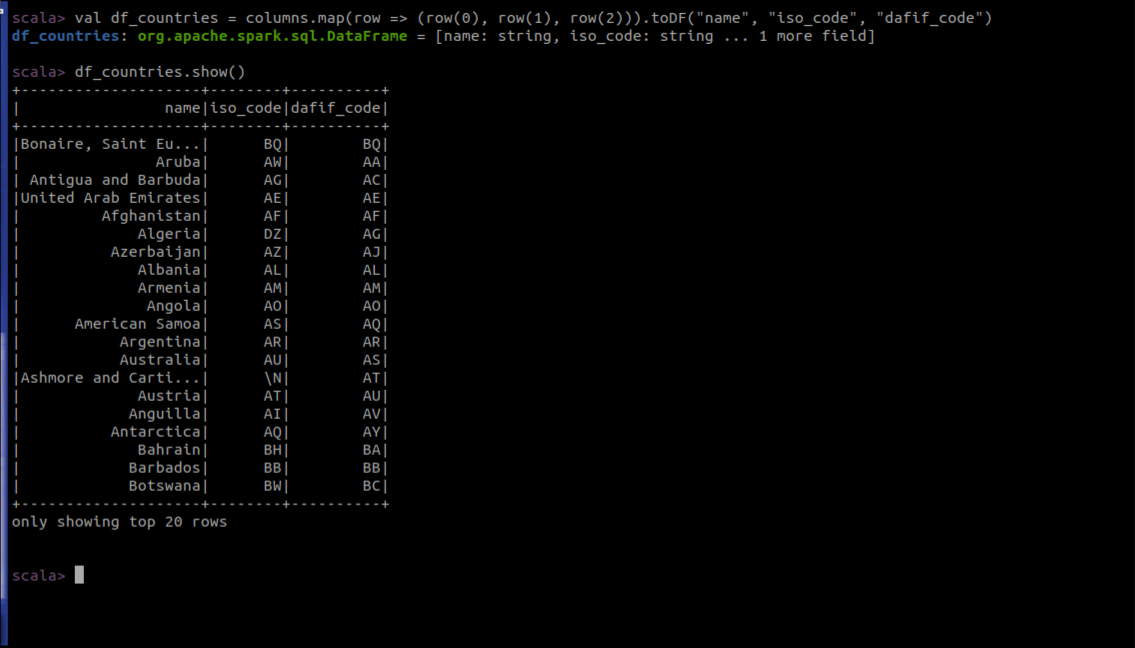 scala> val df_countries = columns.map(row => (row(0), row(1), row(2))).toDF("name", "iso_code", "dafif_code")
df_countries: org.apache.spark.sql.DataFrame = [name: string, iso_code: string ... 1 more field]
scala> df_countries.show()
+--------------------+--------+----------+
|                name|iso_code|dafif_code|
+--------------------+--------+----------+
|Bonaire, Saint Eu...|      BQ|        BQ|
|               Aruba|      AW|        AA|
| Antigua and Barbuda|      AG|        AC|
|United Arab Emirates|      AE|        AE|
|         Afghanistan|      AF|        AF|
|             Algeria|      DZ|        AG|
|          Azerbaijan|      AZ|        AJ|
|             Albania|      AL|        AL|
|             Armenia|      AM|        AM|
|              Angola|      AO|        AO|
|      American Samoa|      AS|        AQ|
|           Argentina|      AR|        AR|
|           Australia|      AU|        AS|
|Ashmore and Carti...|      \N|        AT|
|             Austria|      AT|        AU|
|            Anguilla|      AI|        AV|
|          Antarctica|      AQ|        AY|
|             Bahrain|      BH|        BA|
|            Barbados|      BB|        BB|
|            Botswana|      BW|        BC|
+--------------------+--------+----------+
only showing top 20 rows
scala>